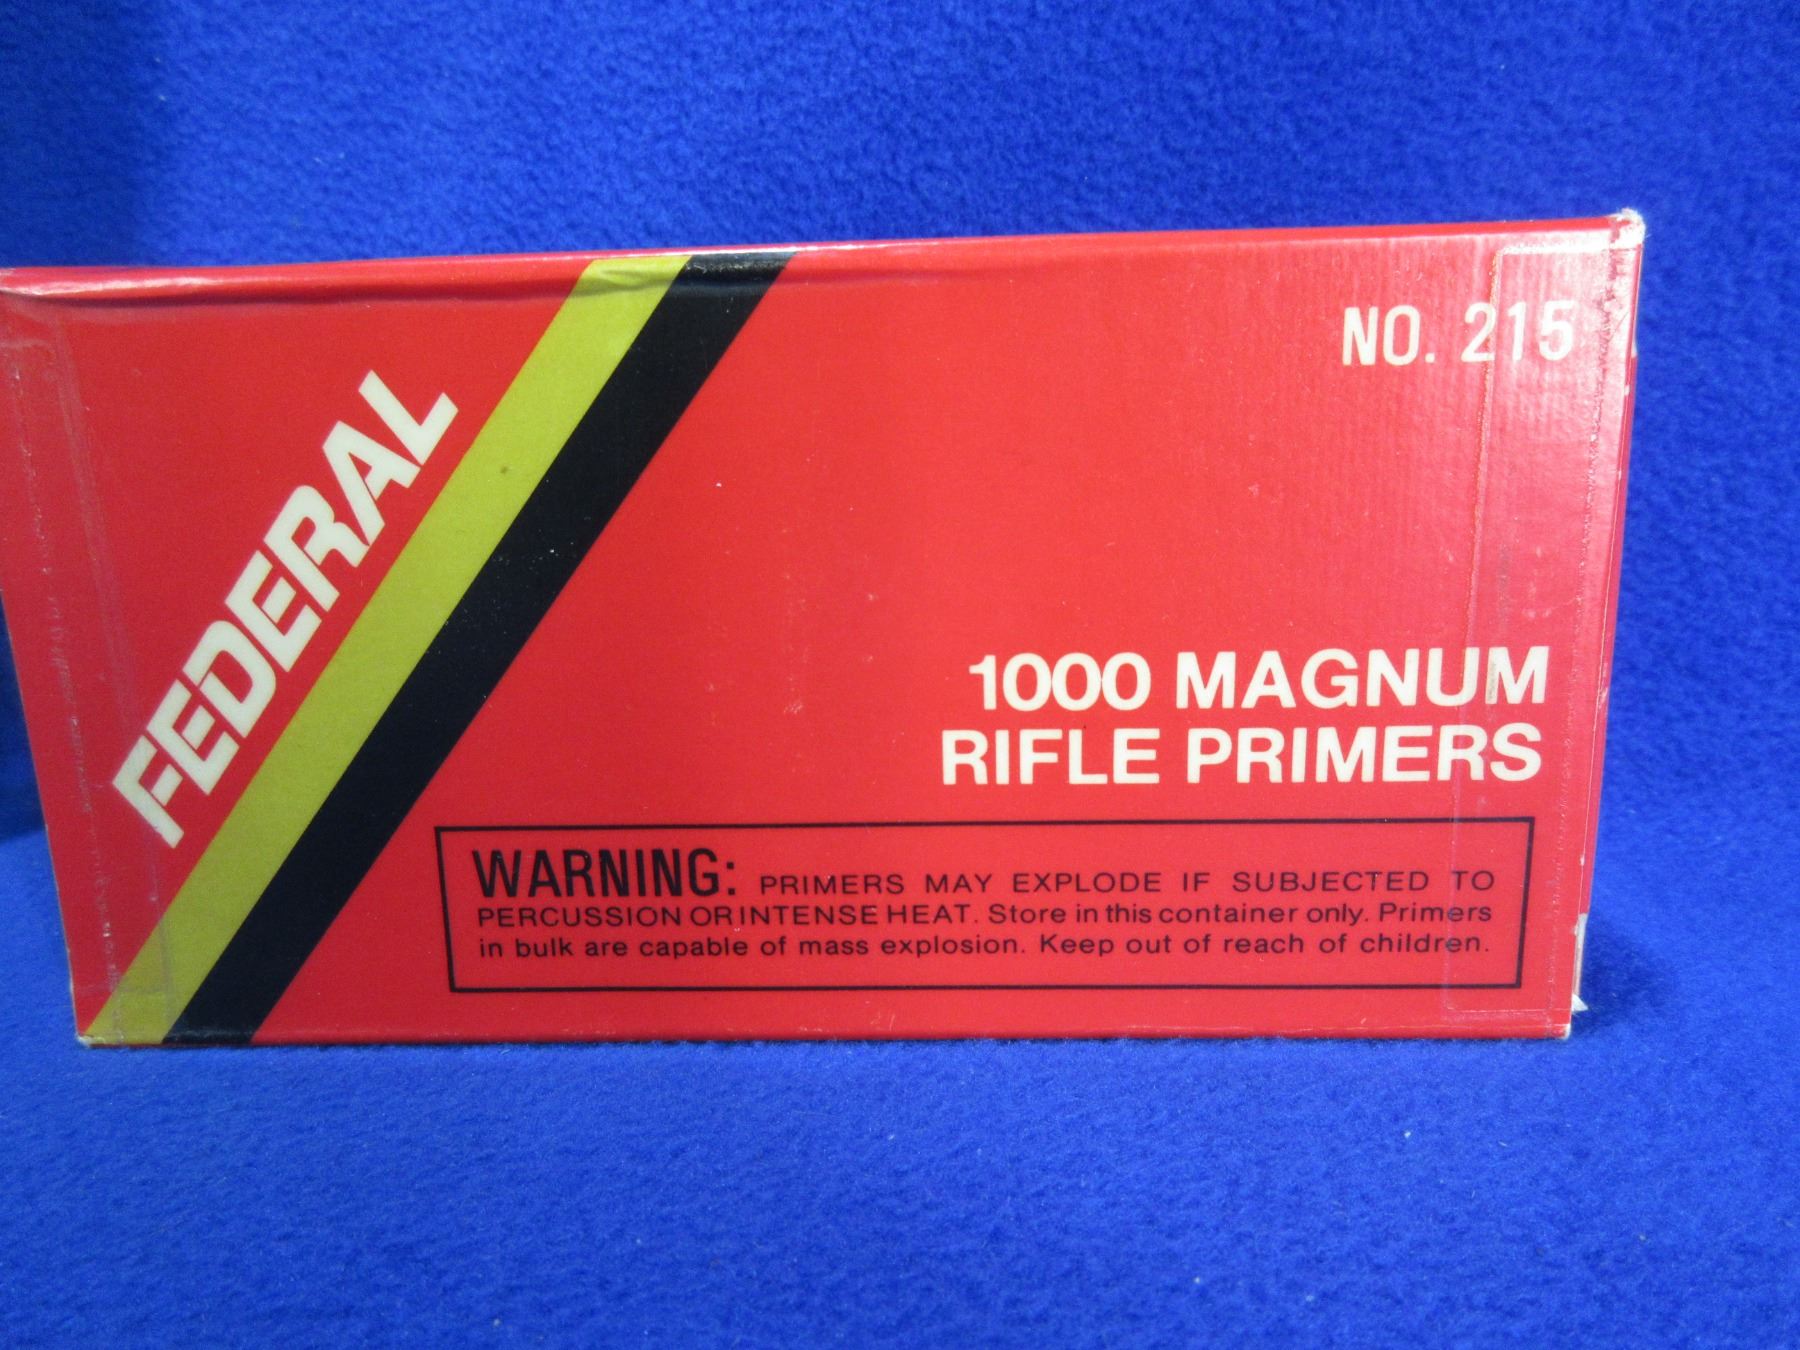 FEDERAL
NO. 215
1000 MAGNUM
RIFLE PRIMERS
WARNING: PRIMERS MAY EXPLODE IF SUBJECTED TO
PERCUSSION OR INTENSE HEAT. Store in this container only. Primers
in bulk are capable of mass explosion. Keep out of reach of children.